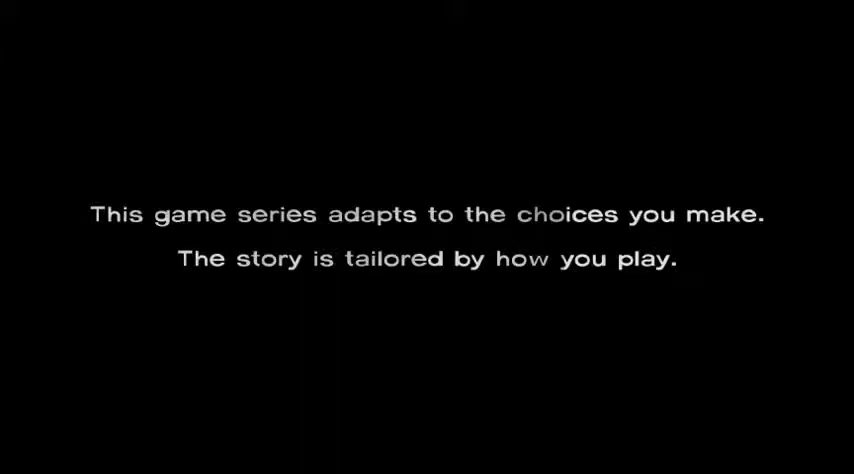 This game series adapts to the choices you make.
The story is tailored by how you play.